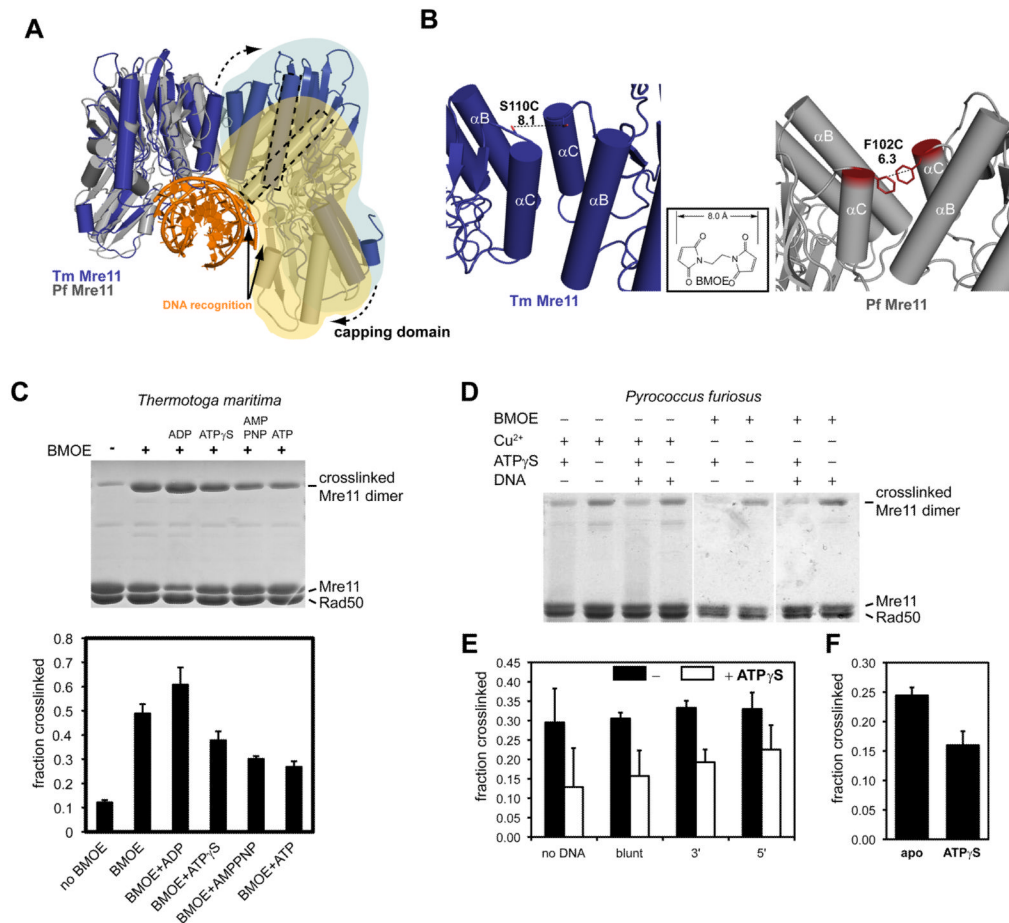 A
Tm Mre11
Pf Mre11
DNA recognition
capping domain
B
S110C
8.1
αB
αC
αC
αB
Tm Mre11
8.0 Å
O
O
N
N
O
O
BMOE
F102C
6.3
αB
αC
αC
αB
Pf Mre11
C
Thermotoga maritima
BMOE - + + + + +
ADP ATPγS AMP PNP ATP
crosslinked
Mre11 dimer
Mre11
Rad50
fraction crosslinked
0.8
0.7
0.6
0.5
0.4
0.3
0.2
0.1
0
no BMOE
BMOE
BMOE+ADP
BMOE+ATPγS
BMOE+AMPPNP
BMOE+ATP
D
Pyrococcus furiosus
BMOE – – – – + + + +
Cu²⁺ + + + + – – – –
ATPγS + – + – + – + –
DNA – – + + – – + +
crosslinked
Mre11 dimer
Mre11
Rad50
E
– + ATPγS
fraction crosslinked
0.45
0.40
0.35
0.30
0.25
0.20
0.15
0.10
0.05
0.00
no DNA blunt 3' 5'
F
fraction crosslinked
0.30
0.25
0.20
0.15
0.10
0.05
0.00
apo ATPγS